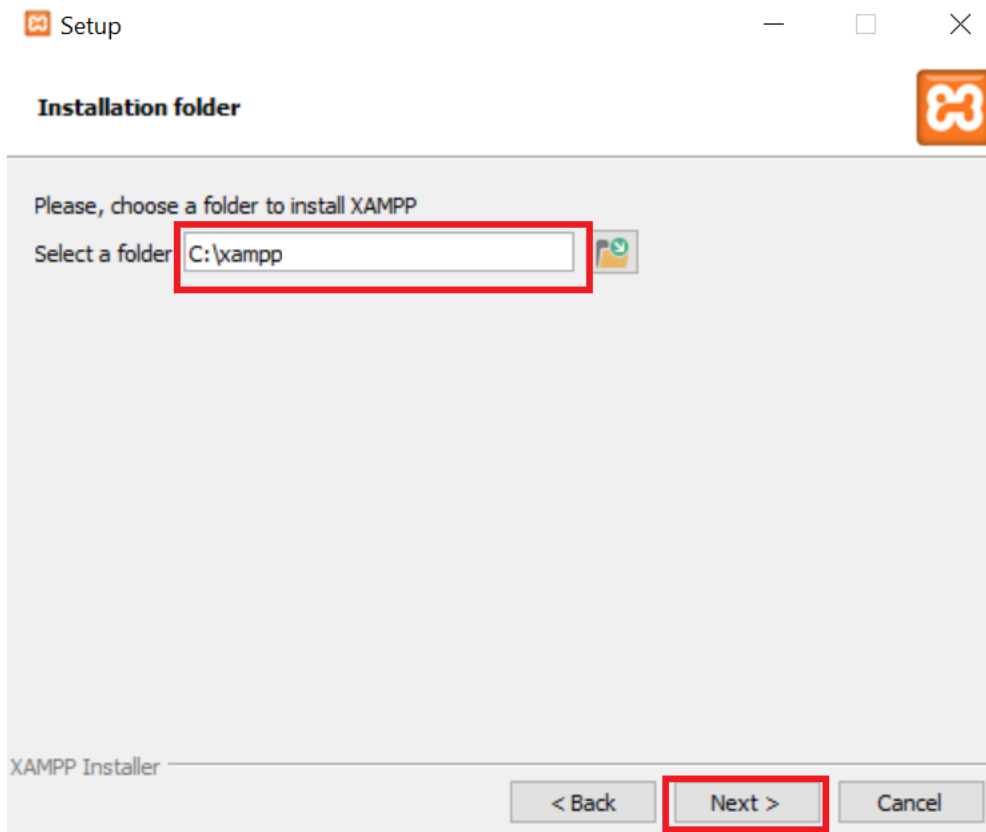 Setup
Installation folder
Please, choose a folder to install XAMPP
Select a folder C:\xampp
XAMPP Installer
< Back Next > Cancel